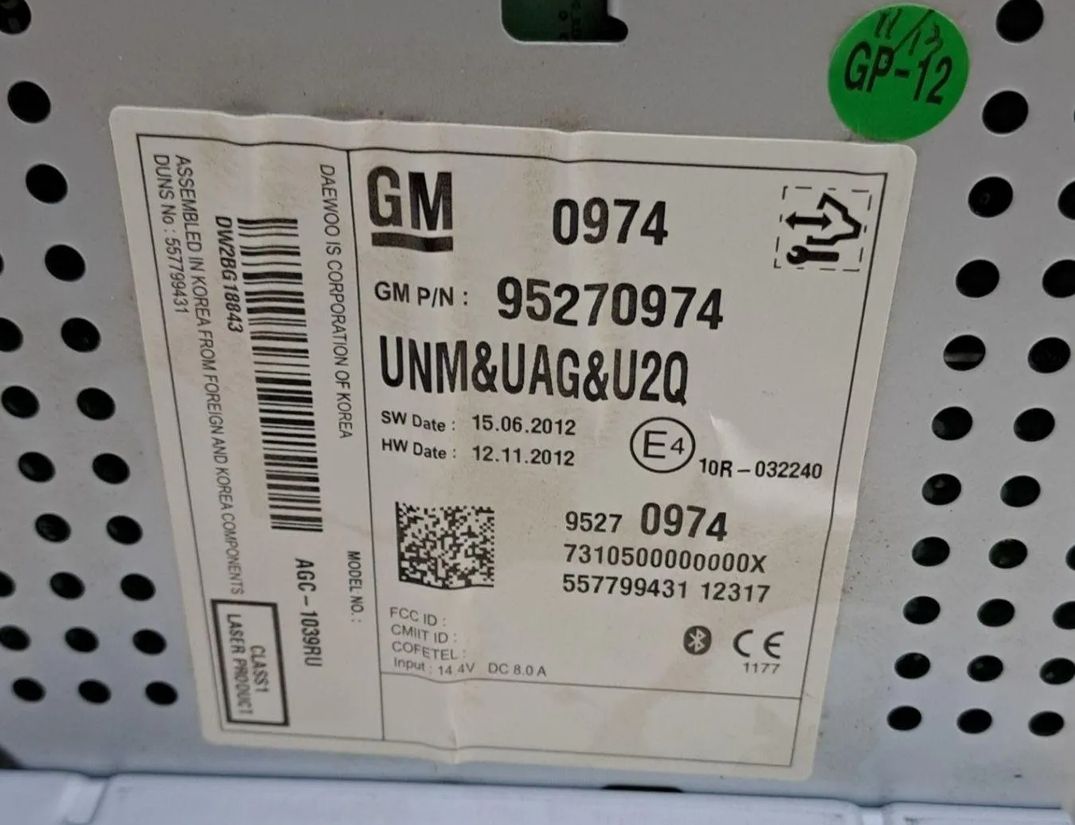 11/13
GP-12
GM
0974
GM P/N : 95270974
UNM&UAG&U2Q
SW Date : 15.06.2012
HW Date : 12.11.2012
E4
10R-032240
9527 0974
7310500000000X
557799431 12317
FCC ID :
CMIIT ID :
COFETEL :
Input : 14.4V DC 8.0 A
CE
1177
DAEWOO IS CORPORATION OF KOREA
MODEL NO. :
AGC-1039RU
DW2BG18843
ASSEMBLED IN KOREA FROM FOREIGN AND KOREA COMPONENTS
DUNS No : 557799431
CLASS1
LASER PRODUCT